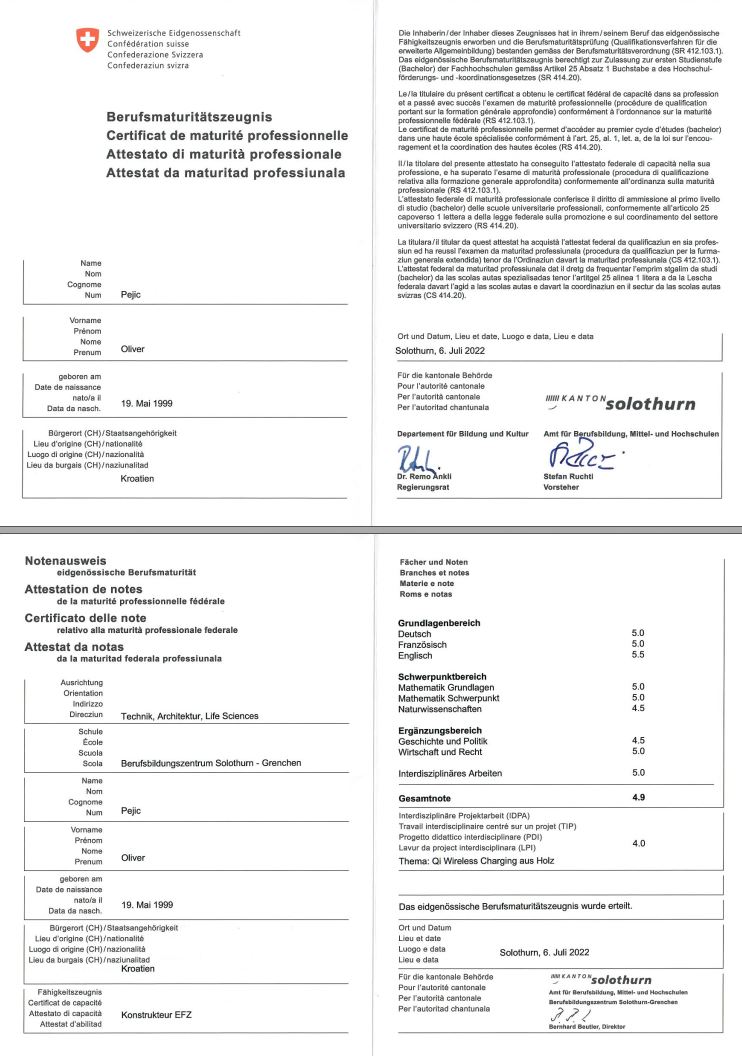 Schweizerische Eidgenossenschaft
Confédération suisse
Confederazione Svizzera
Confederaziun svizra
Berufsmaturitätszeugnis
Certificat de maturité professionnelle
Attestato di maturità professionale
Attestat da maturitad professiunala
Name
Nom
Cognome
Num Pejic
Vorname
Prénom
Nome
Prenum Oliver
geboren am
Date de naissance
nato/a il
Data da nasch. 19. Mai 1999
Bürgerort (CH)/Staatsangehörigkeit
Lieu d'origine (CH)/nationalité
Luogo di origine (CH)/nazionalità
Lieu da burgais (CH)/naziunalitad
Kroatien
Die Inhaberin/der Inhaber dieses Zeugnisses hat in ihrem/seinem Beruf das eidgenössische
Fähigkeitszeugnis erworben und die Berufsmaturitätsprüfung (Qualifikationsverfahren für die
erweiterte Allgemeinbildung) bestanden gemäss der Berufsmaturitätsverordnung (SR 412.103.1).
Das eidgenössische Berufsmaturitätszeugnis berechtigt zur Zulassung zur ersten Studienstufe
(Bachelor) der Fachhochschulen gemäss Artikel 25 Absatz 1 Buchstabe a des Hochschul-
förderungs- und -koordinationsgesetzes (SR 414.20).
Le/la titulaire du présent certificat a obtenu le certificat fédéral de capacité dans sa profession
et a passé avec succès l'examen de maturité professionnelle (procédure de qualification
portant sur la formation générale approfondie) conformément à l'ordonnance sur la maturité
professionnelle fédérale (RS 412.103.1).
Le certificat de maturité professionnelle permet d'accéder au premier cycle d'études (bachelor)
dans une haute école spécialisée conformément à l'art. 25, al. 1, let. a, de la loi sur l'encou-
ragement et la coordination des hautes écoles (RS 414.20).
Il/la titolare del presente attestato ha conseguito l'attestato federale di capacità nella sua
professione, e ha superato l'esame di maturità professionale (procedura di qualificazione
relativa alla formazione generale approfondita) conformemente all'ordinanza sulla maturità
professionale (RS 412.103.1).
L'attestato federale di maturità professionale conferisce il diritto di ammissione al primo livello
di studio (bachelor) delle scuole universitarie professionali, conformemente all'articolo 25
capoverso 1 lettera a della legge federale sulla promozione e sul coordinamento del settore
universitario svizzero (RS 414.20).
La titulara/il titular da quest attestat ha acquistà l'attestat federal da qualificaziun en sia profes-
siun ed ha reussì l'examen da maturitad professiunala (procedura da qualificaziun per la furma-
ziun generala extendida) tenor da l'Ordinaziun davart la maturitad professiunala (CS 412.103.1).
L'attestat federal da maturitad professiunala dat il dretg da frequentar l'emprim stgalim da studi
(bachelor) da las scolas autas spezialisadas tenor l'artitgel 25 alinea 1 litera a da la Lescha
federala davart l'agid a las scolas autas e davart la coordinaziun en il sectur da las scolas autas
svizras (CS 414.20).
Ort und Datum, Lieu et date, Luogo e data, Lieu e data
Solothurn, 6. Juli 2022
Für die kantonale Behörde
Pour l'autorité cantonale
Per l'autorità cantonale
Per l'autoritad chantunala
KANTON solothurn
Departement für Bildung und Kultur Amt für Berufsbildung, Mittel- und Hochschulen
Dr. Remo Ankli Stefan Ruchti
Regierungsrat Vorsteher
Notenausweis
eidgenössische Berufsmaturität
Attestation de notes
de la maturité professionnelle fédérale
Certificato delle note
relativo alla maturità professionale federale
Attestat da notas
da la maturitad federala professiunala
Ausrichtung
Orientation
Indirizzo
Direcziun Technik, Architektur, Life Sciences
Schule
École
Scuola
Scola Berufsbildungszentrum Solothurn - Grenchen
Name
Nom
Cognome
Num Pejic
Vorname
Prénom
Nome
Prenum Oliver
geboren am
Date de naissance
nato/a il
Data da nasch. 19. Mai 1999
Bürgerort (CH)/Staatsangehörigkeit
Lieu d'origine (CH)/nationalité
Luogo di origine (CH)/nazionalità
Lieu da burgais (CH)/naziunalitad
Kroatien
Fähigkeitszeugnis
Certificat de capacité
Attestato di capacità Konstrukteur EFZ
Attestat d'abilitad
Fächer und Noten
Branches et notes
Materie e note
Roms e notas
Grundlagenbereich
Deutsch 5.0
Französisch 5.0
Englisch 5.5
Schwerpunktbereich
Mathematik Grundlagen 5.0
Mathematik Schwerpunkt 5.0
Naturwissenschaften 4.5
Ergänzungsbereich
Geschichte und Politik 4.5
Wirtschaft und Recht 5.0
Interdisziplinäres Arbeiten 5.0
Gesamtnote 4.9
Interdisziplinäre Projektarbeit (IDPA)
Travail interdisciplinaire centré sur un projet (TIP)
Progetto didattico interdisciplinare (PDI)
Lavur da project interdisciplinara (LPI) 4.0
Thema: Qi Wireless Charging aus Holz
Das eidgenössische Berufsmaturitätszeugnis wurde erteilt.
Ort und Datum
Lieu et date
Luogo e data
Lieu e data Solothurn, 6. Juli 2022
Für die kantonale Behörde
Pour l'autorité cantonale
Per l'autorità cantonale
Per l'autoritad chantunala
KANTON solothurn
Amt für Berufsbildung, Mittel- und Hochschulen
Berufsbildungszentrum Solothurn-Grenchen
Bernhard Beutler, Direktor